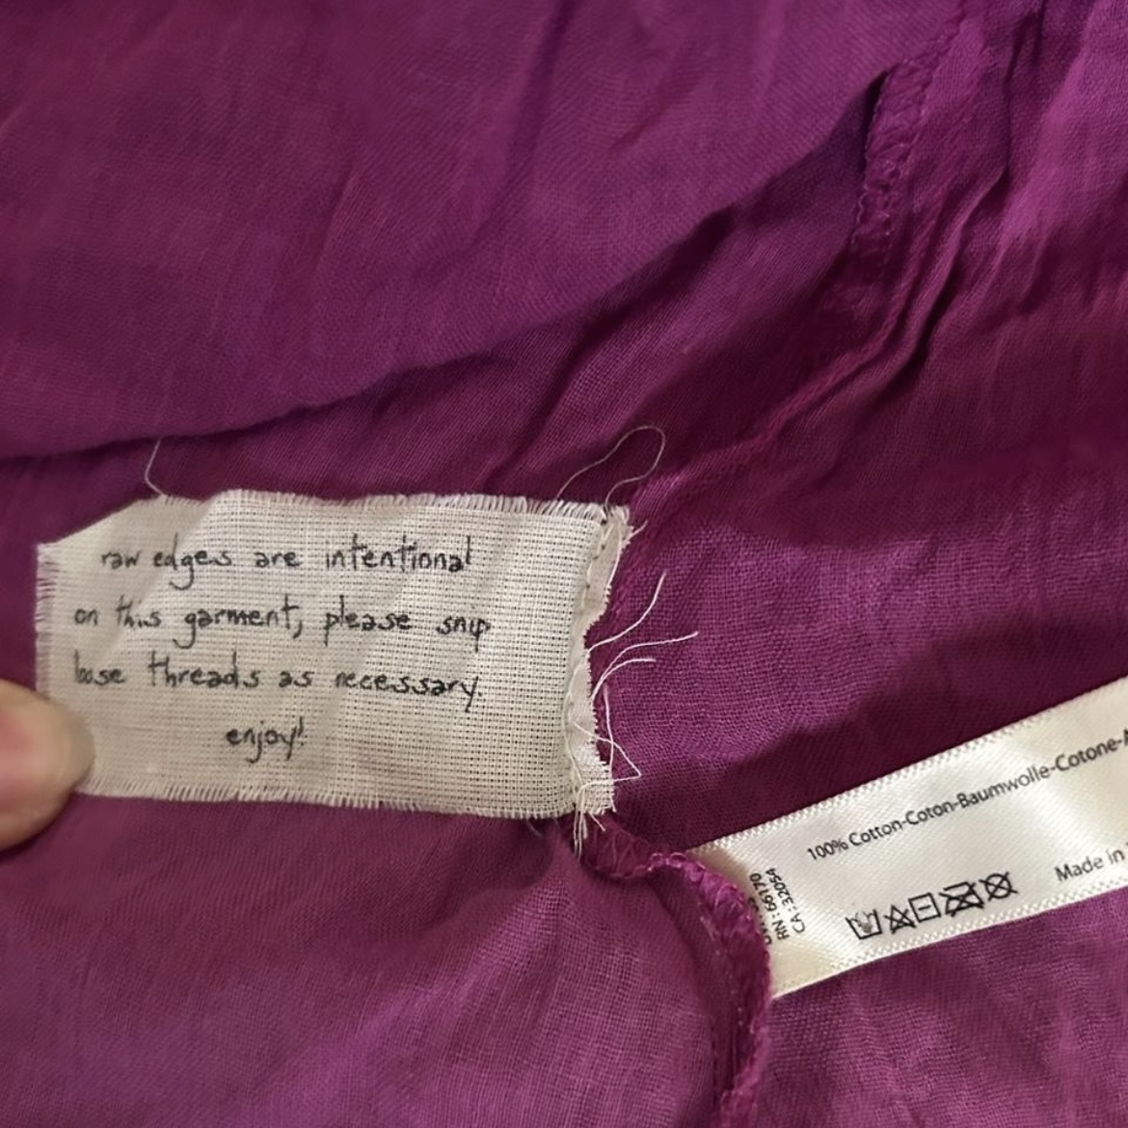 raw edges are intentional
on this garment, please snip
loose threads as necessary.
enjoy!
100% Cotton-Coton-Baumwolle-Cotone-
Made in
RN: 66170
CA: 32054